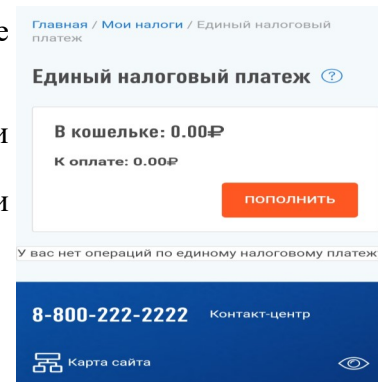 е
Главная / Мои налоги / Единый налоговый
платеж
Единый налоговый платеж ?
и
В кошельке: 0.00₽
К оплате: 0.00₽
и
ПОПОЛНИТЬ
У вас нет операций по единому налоговому платеж
8-800-222-2222 Контакт-центр
Карта сайта